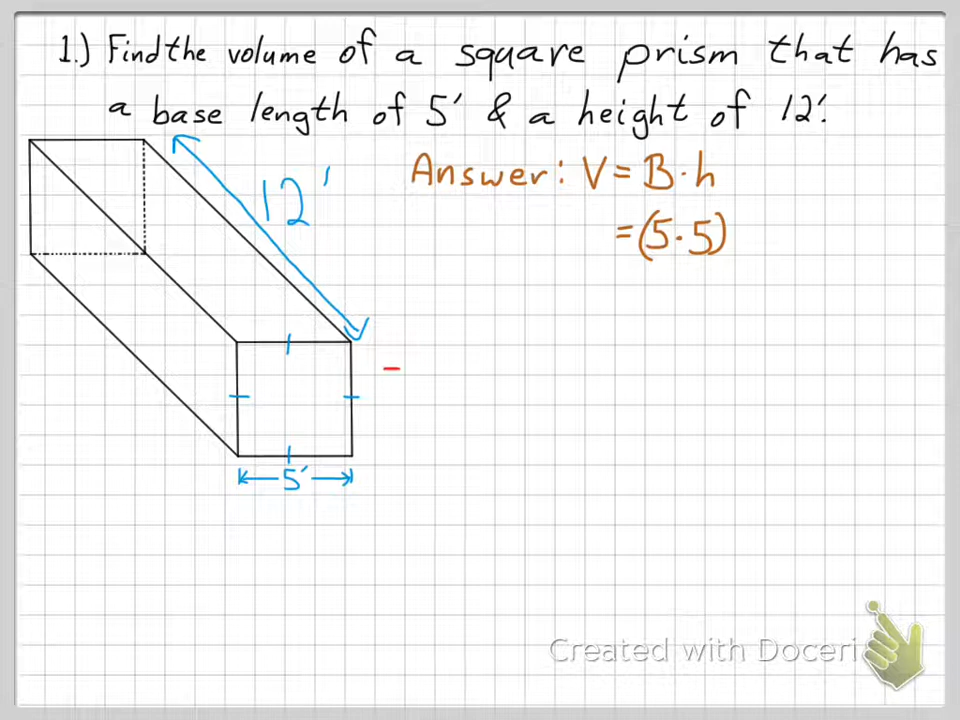 1.) Find the volume of a square prism that has
a base length of 5' & a height of 12'.
12'
Answer: V = B · h
= (5 · 5)
5'
Created with Doceri